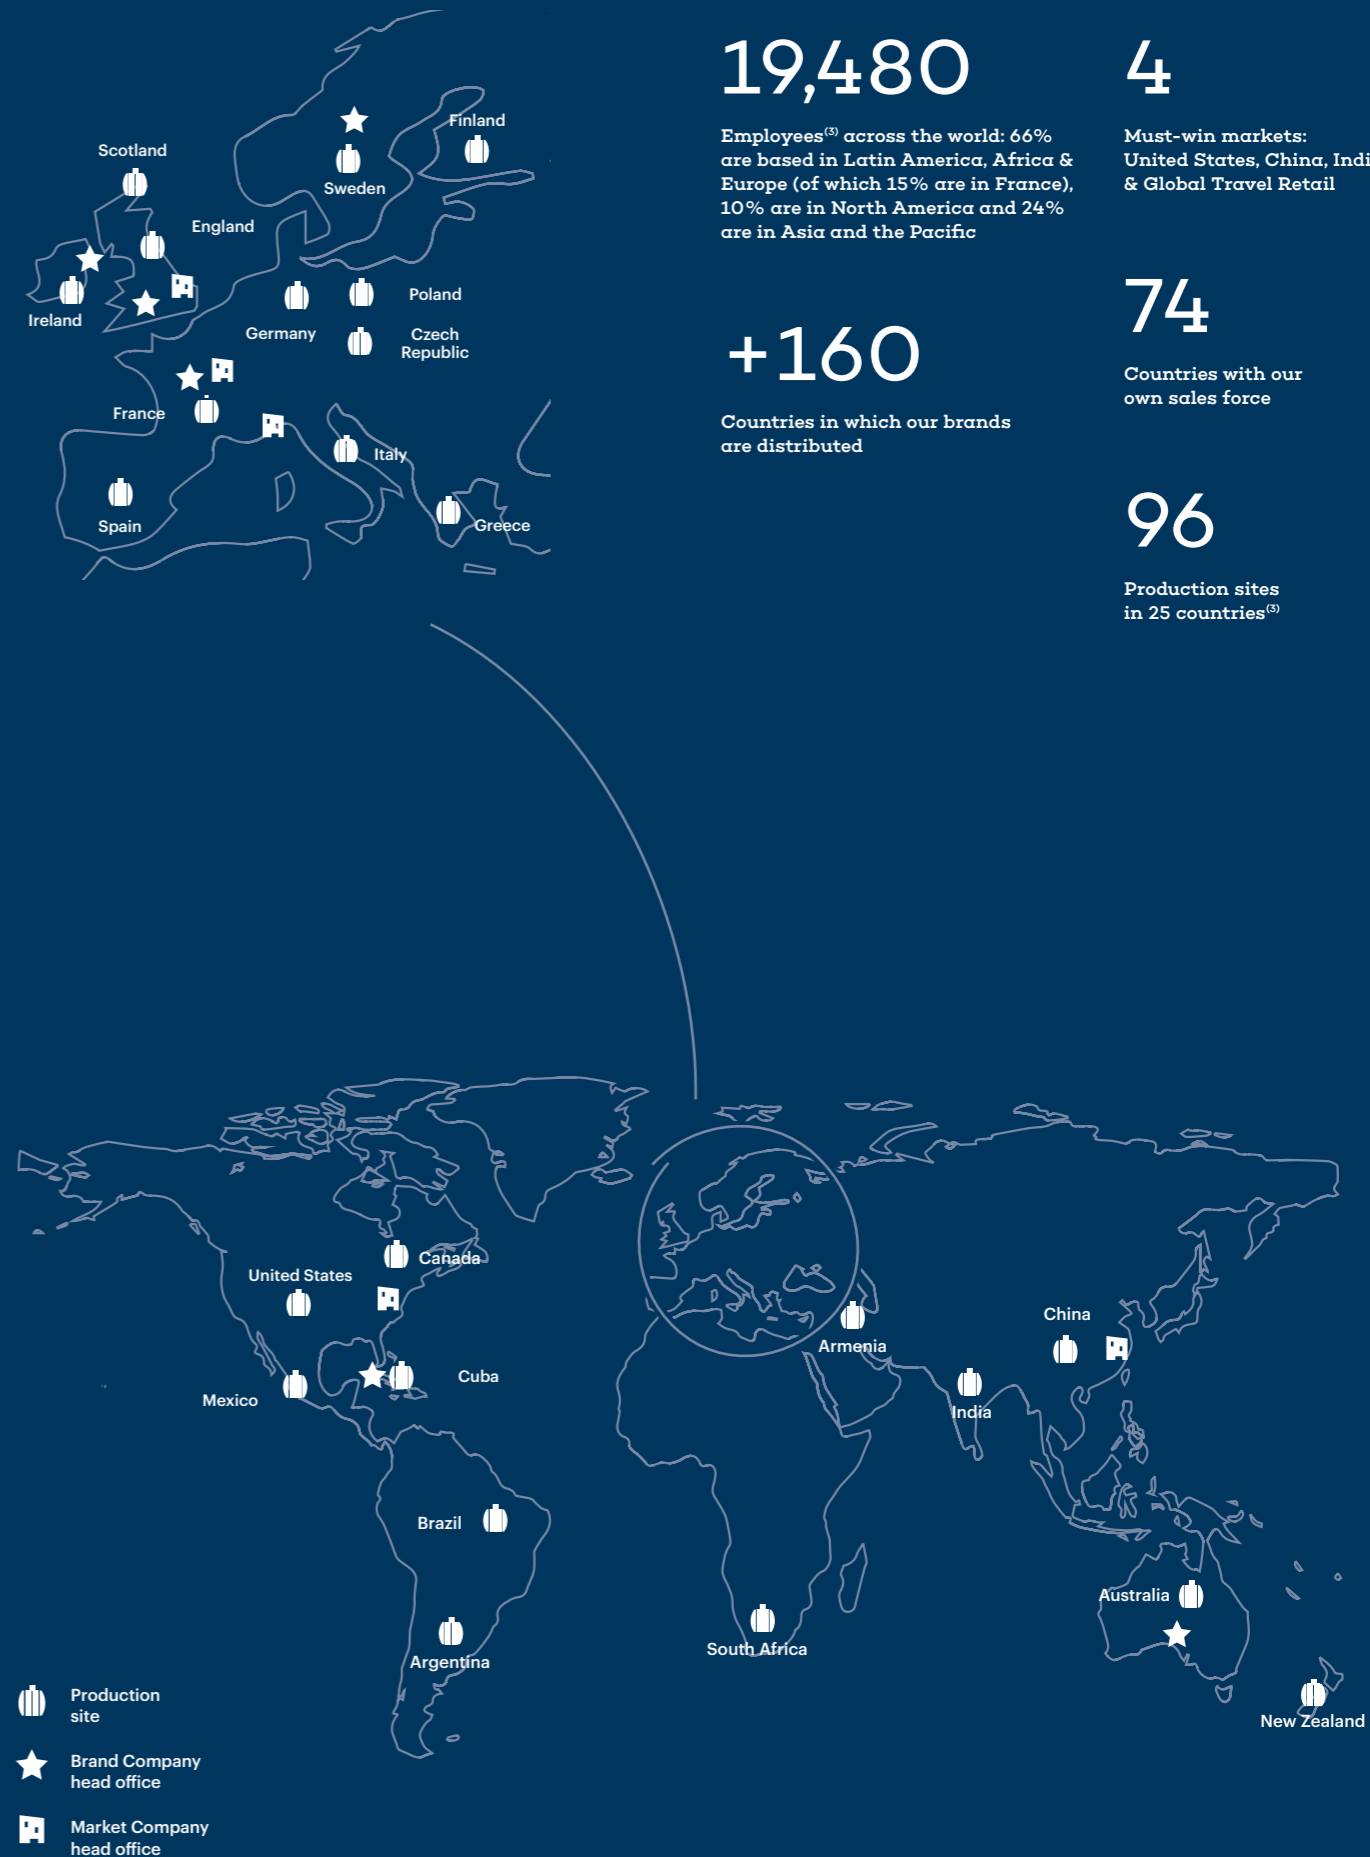 19,480
Employees(3) across the world: 66%
are based in Latin America, Africa &
Europe (of which 15% are in France),
10% are in North America and 24%
are in Asia and the Pacific
+160
Countries in which our brands
are distributed
4
Must-win markets:
United States, China, Indi
& Global Travel Retail
74
Countries with our
own sales force
96
Production sites
in 25 countries(3)
Scotland
Finland
Sweden
England
Ireland
Germany
Poland
Czech
Republic
France
Italy
Spain
Greece
Canada
United States
Cuba
Mexico
Brazil
Argentina
Armenia
China
India
South Africa
Australia
New Zealand
Production
site
Brand Company
head office
Market Company
head office